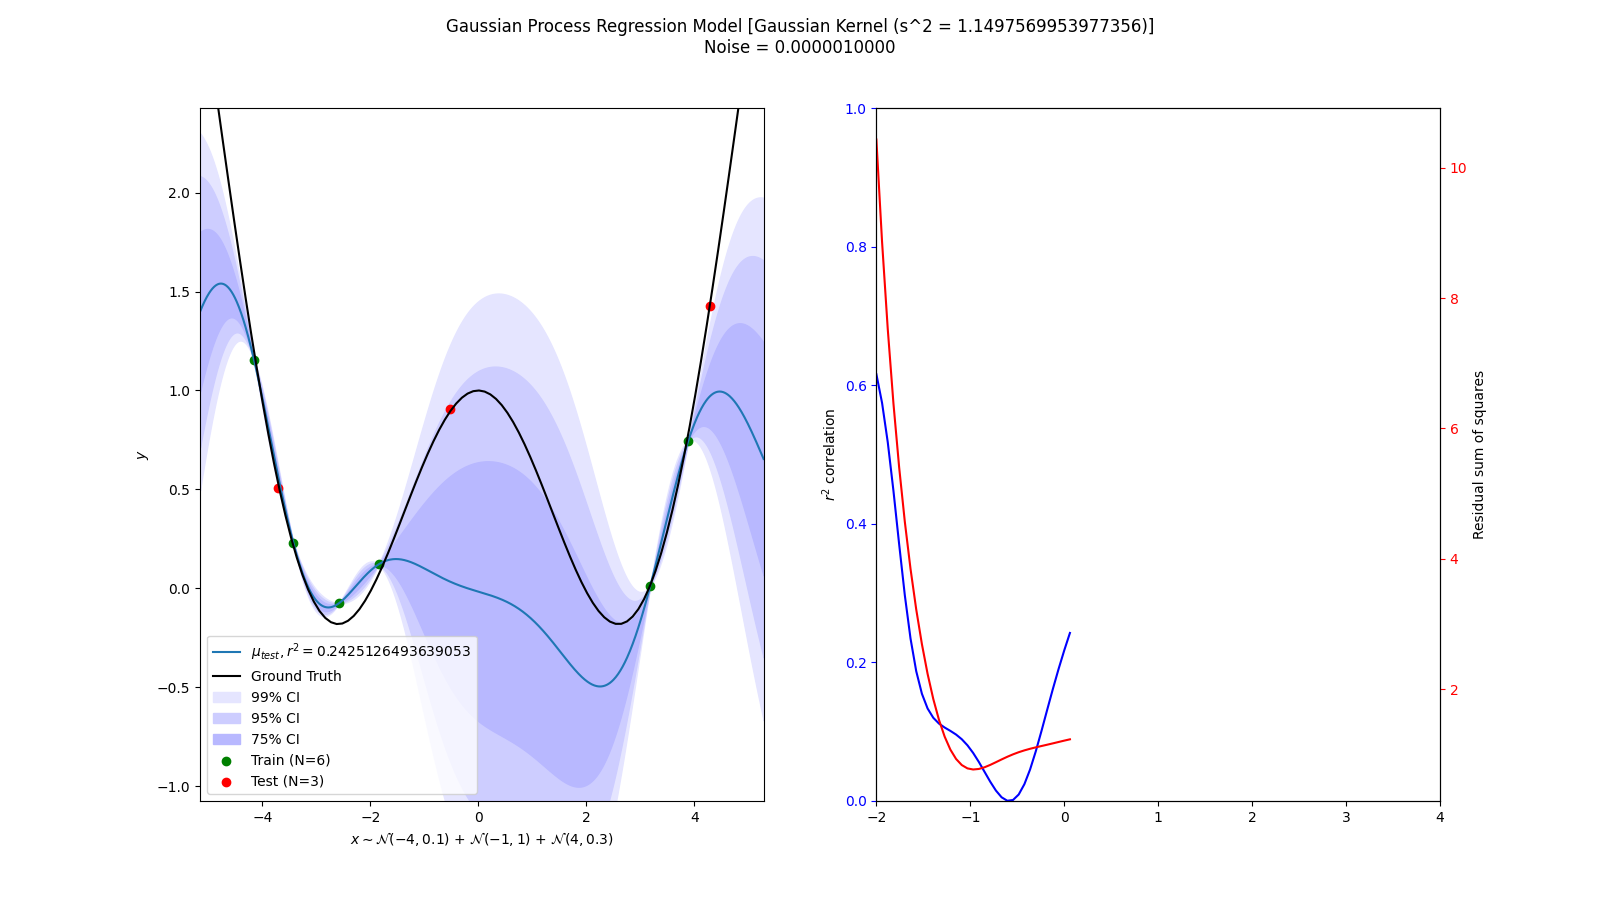 Gaussian Process Regression Model [Gaussian Kernel (s^2 = 1.1497569953977356)]
Noise = 0.0000010000
2.0
1.5
1.0
0.5
0.0
−0.5
−1.0
y
−4
−2
0
2
4
x ∼ 𝒩(−4, 0.1) + 𝒩(−1, 1) + 𝒩(4, 0.3)
μ_test, r² = 0.2425126493639053
Ground Truth
99% CI
95% CI
75% CI
Train (N=6)
Test (N=3)
1.0
0.8
0.6
0.4
0.2
0.0
r² correlation
−2
−1
0
1
2
3
4
10
8
6
4
2
Residual sum of squares